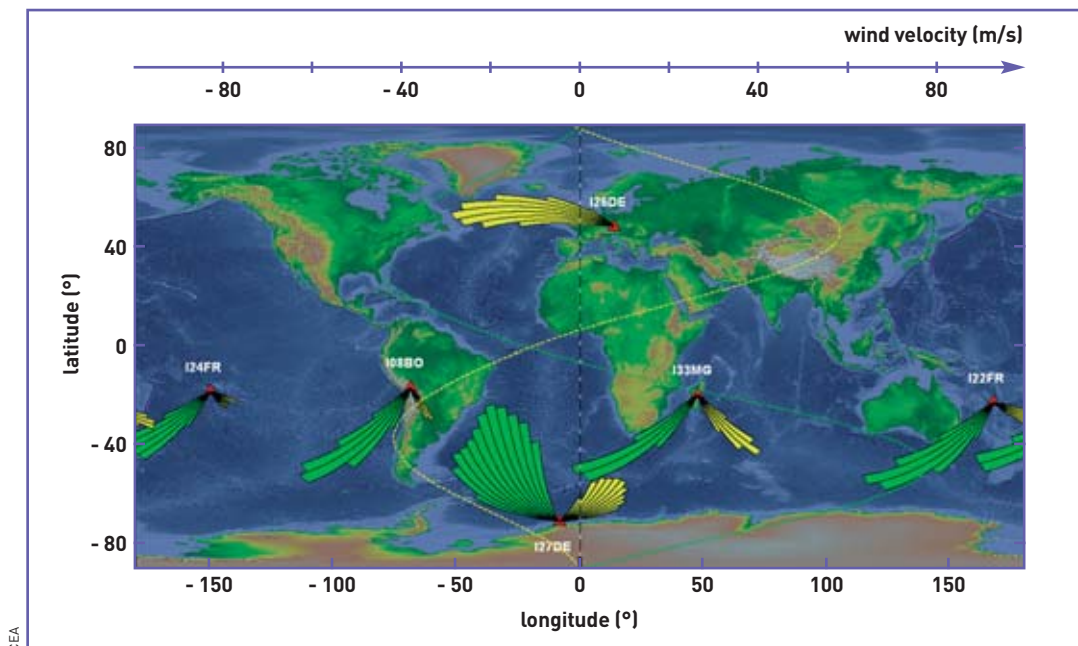 wind velocity (m/s)
- 80 - 40 0 40 80
80
40
0
- 40
- 80
latitude (°)
I26DE
I24FR
I08BO
I33MG
I22FR
I27DE
- 150 - 100 - 50 0 50 100 150
longitude (°)
CEA